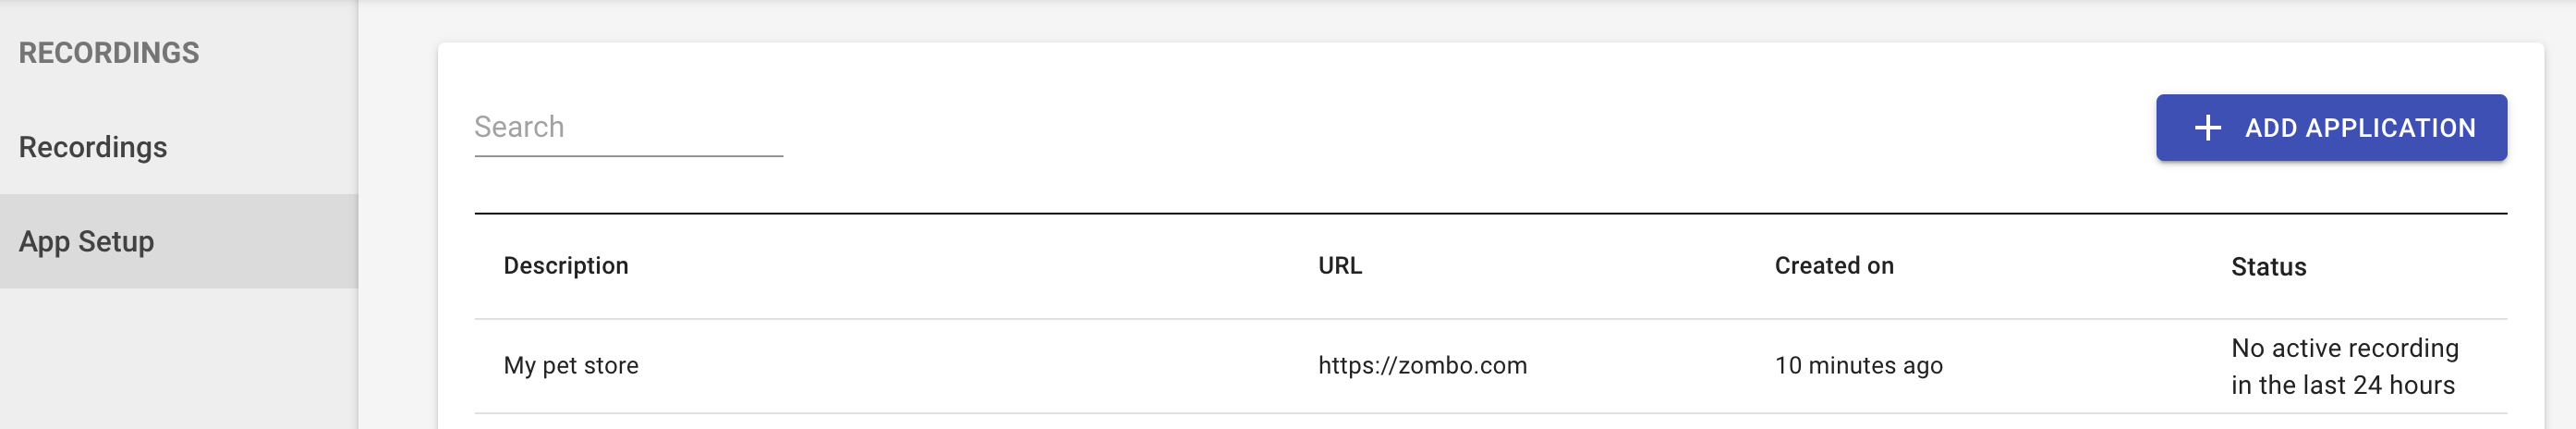 RECORDINGS
Recordings
App Setup
Search
+ ADD APPLICATION
Description URL Created on Status
My pet store https://zombo.com 10 minutes ago No active recording
in the last 24 hours